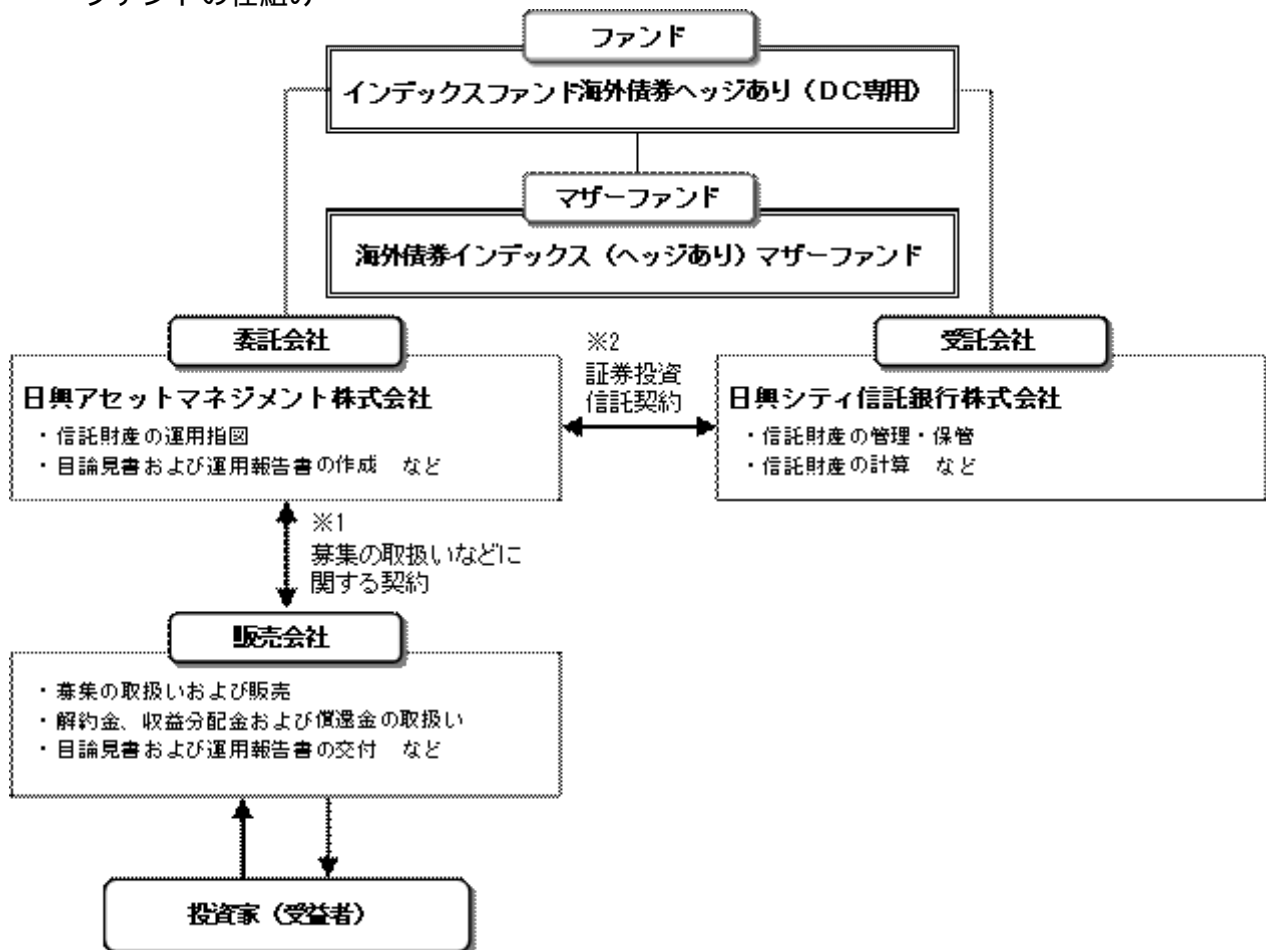 ファンドの仕組み
ファンド
インデックスファンド海外債券ヘッジあり（ＤＣ専用）
マザーファンド
海外債券インデックス（ヘッジあり）マザーファンド
委託会社
日興アセットマネジメント株式会社
・信託財産の運用指図
・目論見書および運用報告書の作成　など
※2
証券投資
信託契約
受託会社
日興シティ信託銀行株式会社
・信託財産の管理・保管
・信託財産の計算　など
※1
募集の取扱いなどに
関する契約
販売会社
・募集の取扱いおよび販売
・解約金、収益分配金および償還金の取扱い
・目論見書および運用報告書の交付　など
投資家（受益者）